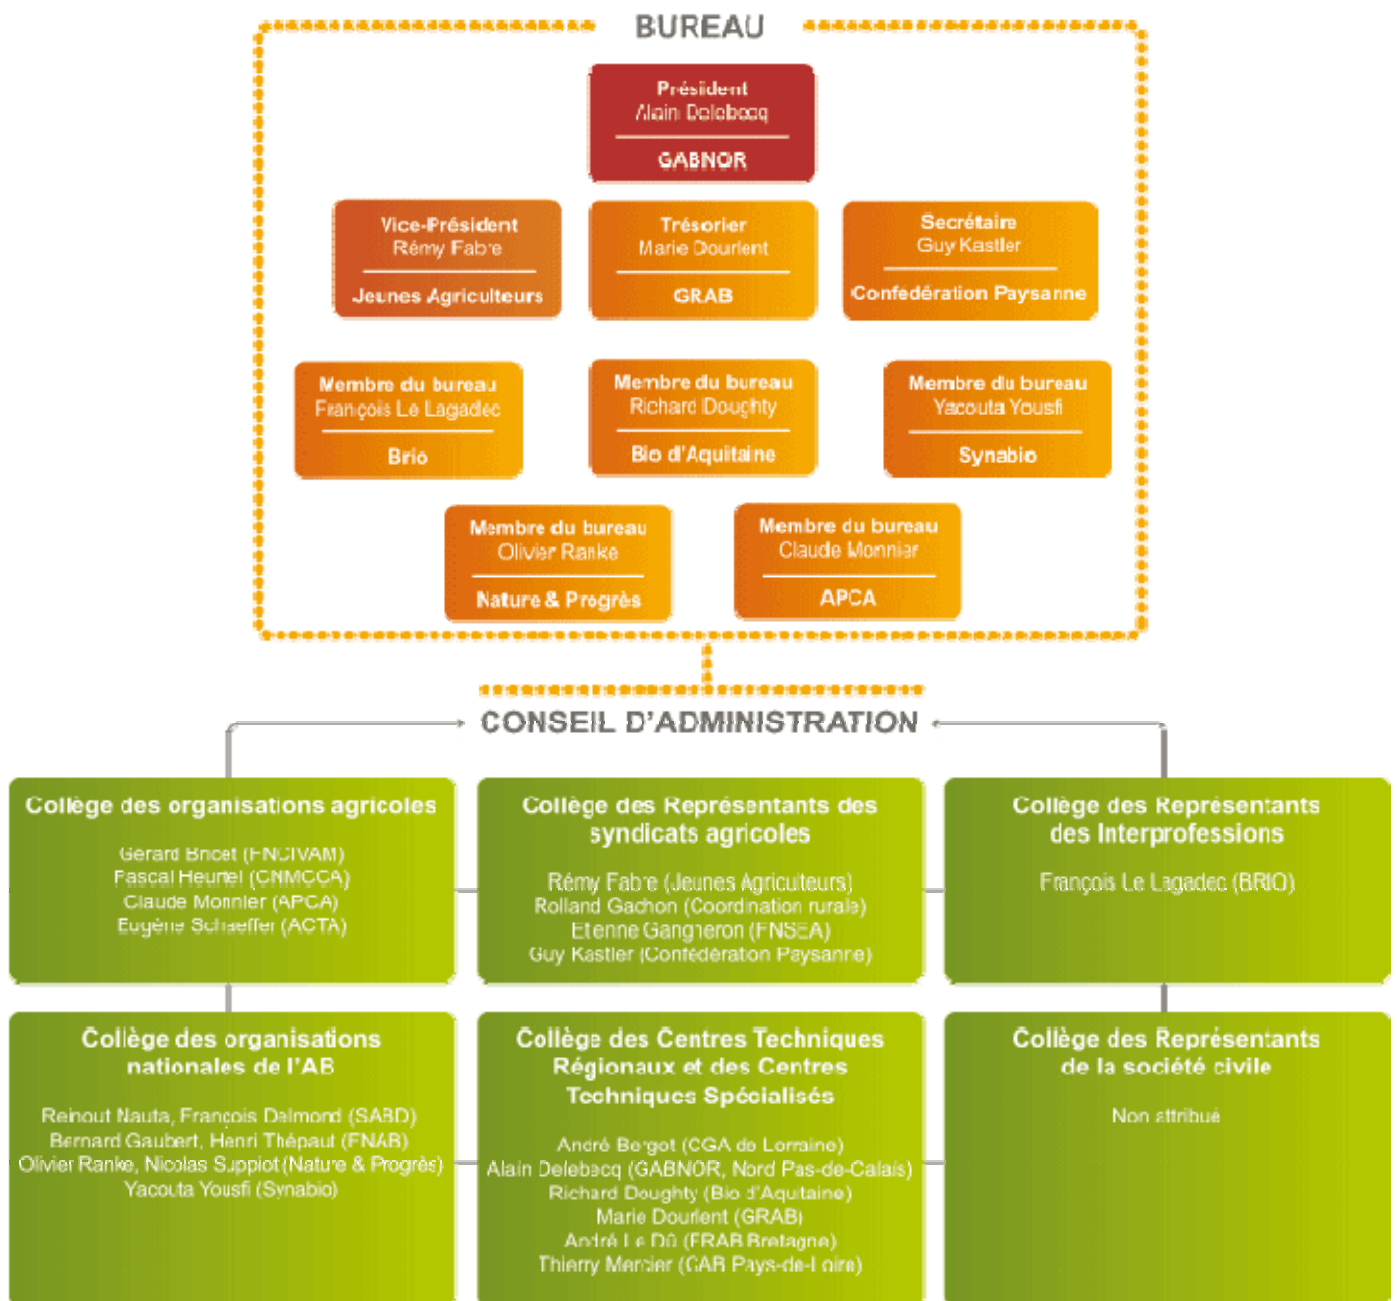 BUREAU
Président
Alain Delebecq
GABNOR
Vice-Président
Rémy Fabre
Jeunes Agriculteurs
Trésorier
Marie Dourlent
GRAB
Secrétaire
Guy Kastler
Confédération Paysanne
Membre du bureau
François Le Lagadec
Brio
Membre du bureau
Richard Doughty
Bio d'Aquitaine
Membre du bureau
Yacouta Yousfi
Synabio
Membre du bureau
Olivier Ranke
Nature & Progrès
Membre du bureau
Claude Monnier
APCA
CONSEIL D'ADMINISTRATION
Collège des organisations agricoles
Gérard Bricet (FNCIVAM)
Pascal Heurtel (CNMCCA)
Claude Monnier (APCA)
Eugène Schaeffer (ACTA)
Collège des Représentants des
syndicats agricoles
Rémy Fabre (Jeunes Agriculteurs)
Rolland Gachon (Coordination rurale)
Etienne Gangneron (FNSEA)
Guy Kastler (Confédération Paysanne)
Collège des Représentants
des Interprofessions
François Le Lagadec (BRIO)
Collège des organisations
nationales de l'AB
Reinout Nauta, François Delmond (SABD)
Bernard Gaubert, Henri Thépaut (FNAB)
Olivier Ranke, Nicolas Suppiot (Nature & Progrès)
Yacouta Yousfi (Synabio)
Collège des Centres Techniques
Régionaux et des Centres
Techniques Spécialisés
André Bergot (CGA de Lorraine)
Alain Delebecq (GABNOR, Nord Pas-de-Calais)
Richard Doughty (Bio d'Aquitaine)
Marie Dourlent (GRAB)
André Le Dû (FRAB Bretagne)
Thierry Mercier (CAB Pays-de-Loire)
Collège des Représentants
de la société civile
Non attribué